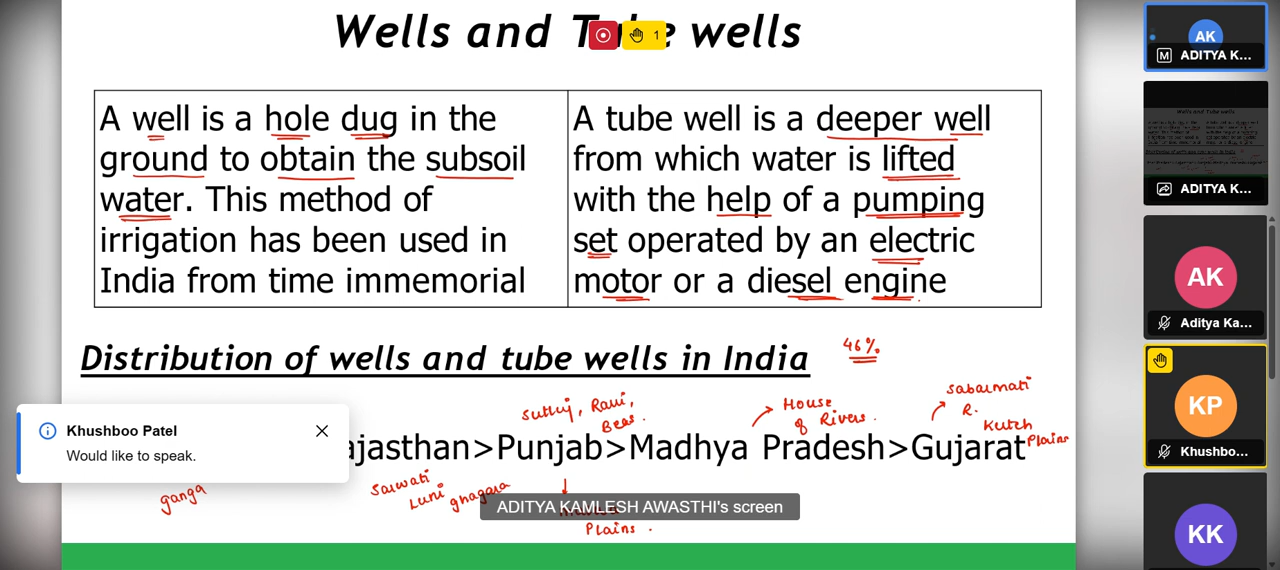 Wells and Tube wells
1
A well is a hole dug in the
ground to obtain the subsoil
water. This method of
irrigation has been used in
India from time immemorial
A tube well is a deeper well
from which water is lifted
with the help of a pumping
set operated by an electric
motor or a diesel engine
Distribution of wells and tube wells in India
46%
Sutluj, Ravi,
Beas.
House
of Rivers.
Sabarmati
R.
Kutch
Plains
ajasthan>Punjab>Madhya Pradesh>Gujarat
ganga
Luni
ghagara
Plains.
Khushboo Patel
Would like to speak.
ADITYA KAMLESH AWASTHI's screen
AK
ADITYA K...
ADITYA K...
AK
Aditya Ka...
KP
Khushbo...
KK